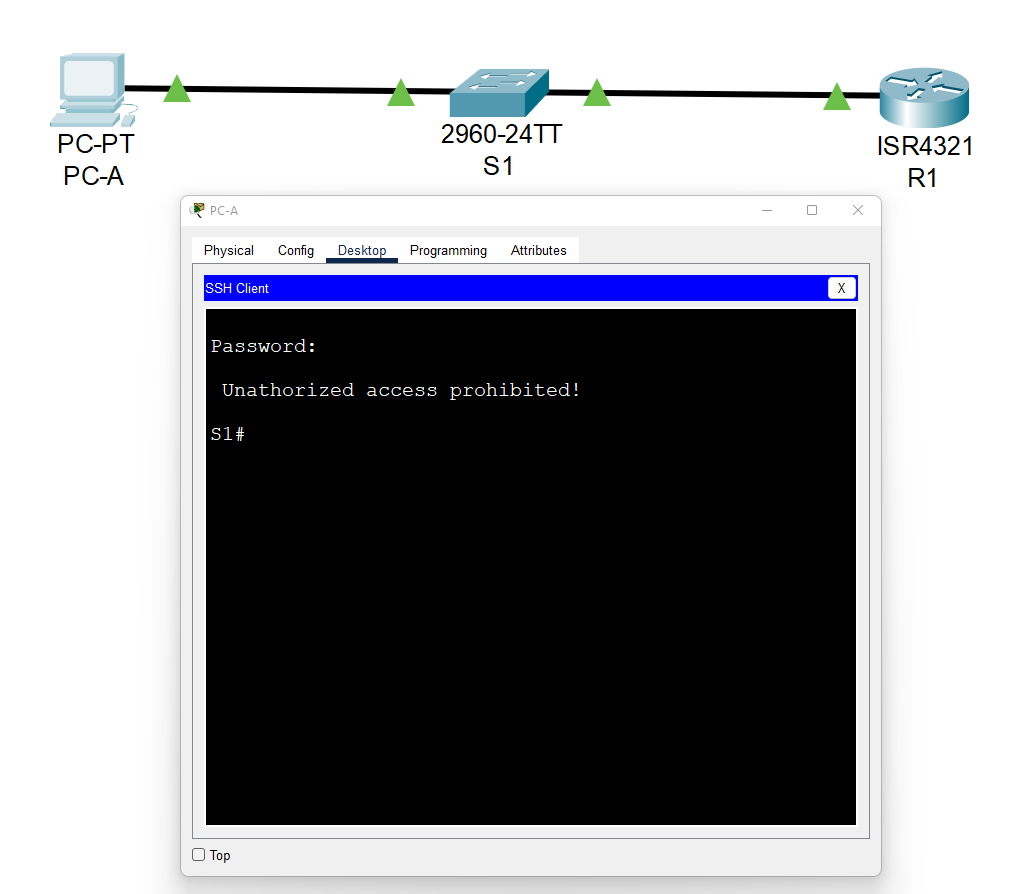 PC-PT
PC-A
2960-24TT
S1
ISR4321
R1
PC-A
Physical Config Desktop Programming Attributes
SSH Client X
Password:
Unathorized access prohibited!
S1#
Top